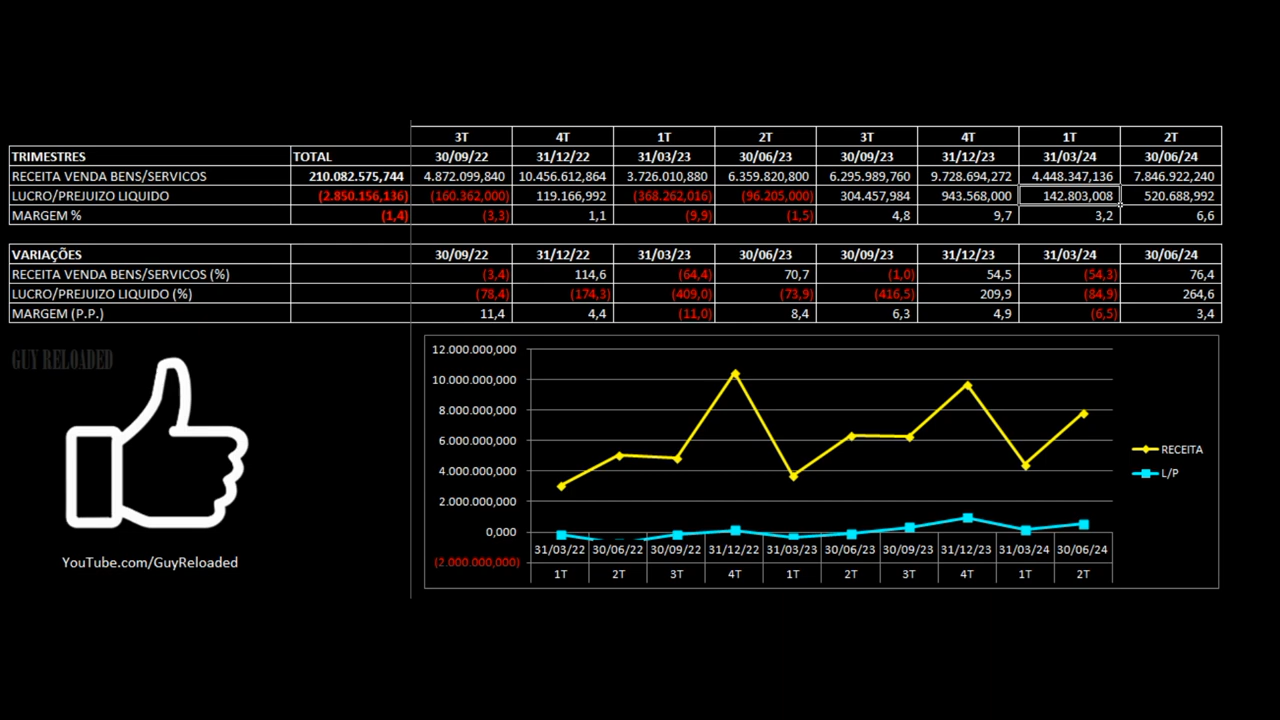 3T 4T 1T 2T 3T 4T 1T 2T
TRIMESTRES TOTAL 30/09/22 31/12/22 31/03/23 30/06/23 30/09/23 31/12/23 31/03/24 30/06/24
RECEITA VENDA BENS/SERVICOS 210.082.575,744 4.872.099,840 10.456.612,864 3.726.010,880 6.359.820,800 6.295.989,760 9.728.694,272 4.448.347,136 7.846.922,240
LUCRO/PREJUIZO LIQUIDO (2.850.156,136) (160.362,000) 119.166,992 (368.262,016) (96.205,000) 304.457,984 943.568,000 142.803,008 520.688,992
MARGEM % (1,4) (3,3) 1,1 (9,9) (1,5) 4,8 9,7 3,2 6,6
VARIAÇÕES 30/09/22 31/12/22 31/03/23 30/06/23 30/09/23 31/12/23 31/03/24 30/06/24
RECEITA VENDA BENS/SERVICOS (%) (3,4) 114,6 (64,4) 70,7 (1,0) 54,5 (54,3) 76,4
LUCRO/PREJUIZO LIQUIDO (%) (78,4) (174,3) (409,0) (73,9) (416,5) 209,9 (84,9) 264,6
MARGEM (P.P.) 11,4 4,4 (11,0) 8,4 6,3 4,9 (6,5) 3,4
GUY RELOADED
YouTube.com/GuyReloaded
12.000.000,000
10.000.000,000
8.000.000,000
6.000.000,000
4.000.000,000
2.000.000,000
0,000
(2.000.000,000)
31/03/22 30/06/22 30/09/22 31/12/22 31/03/23 30/06/23 30/09/23 31/12/23 31/03/24 30/06/24
1T 2T 3T 4T 1T 2T 3T 4T 1T 2T
RECEITA
L/P